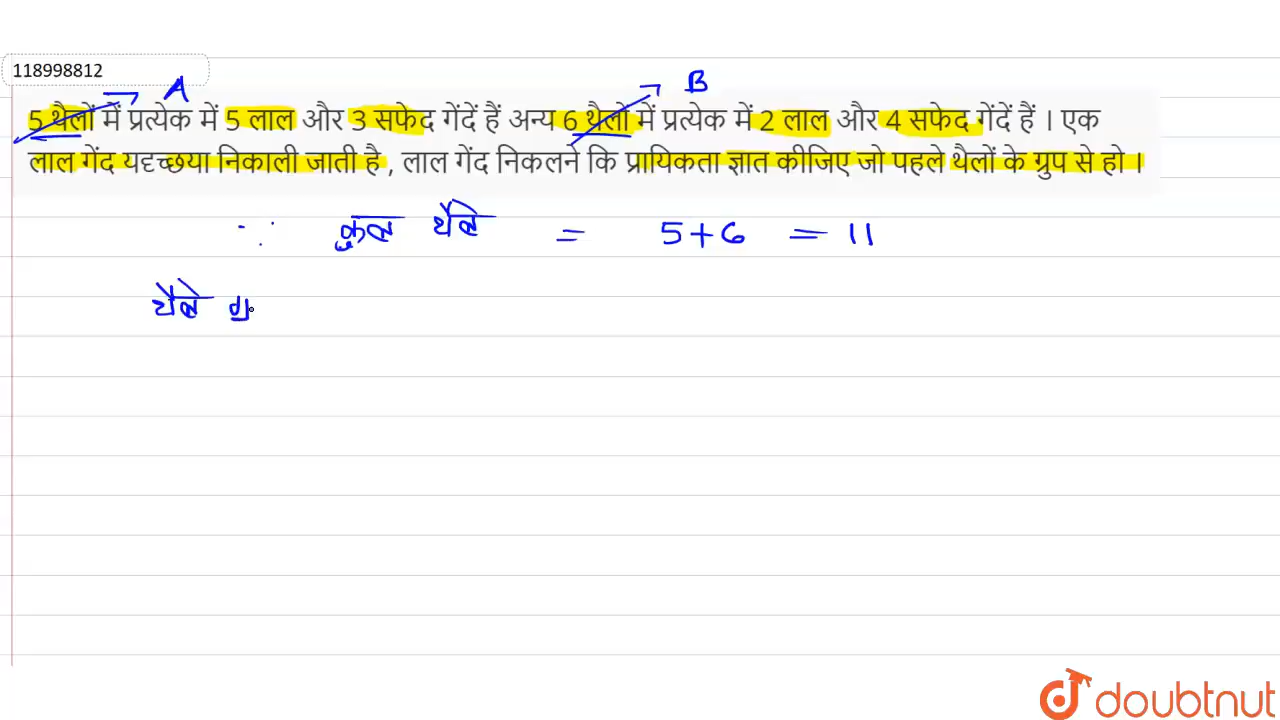 118998812
A
B
5 थैलों में प्रत्येक में 5 लाल और 3 सफेद गेंदें हैं अन्य 6 थैलो में प्रत्येक में 2 लाल और 4 सफेद गेंदें हैं । एक
लाल गेंद यदृच्छया निकाली जाती है , लाल गेंद निकलने कि प्रायिकता ज्ञात कीजिए जो पहले थैलों के ग्रुप से हो ।
∵ कुल थैले = 5+6 = 11
थैले
doubtnut